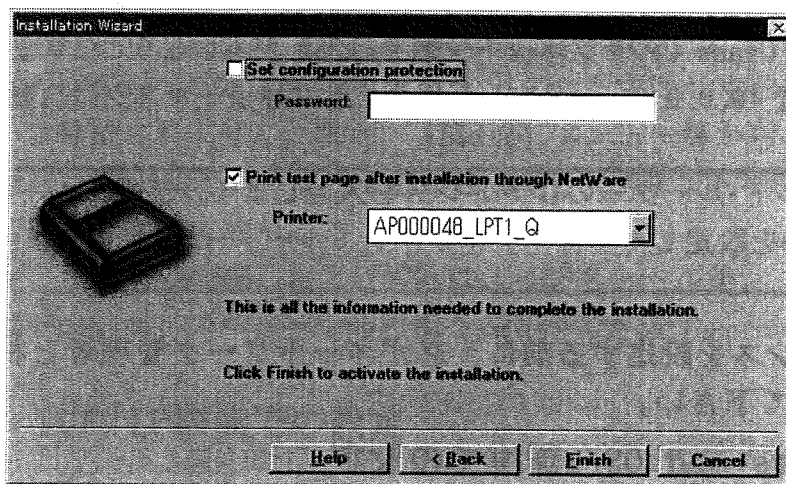 Installation Wizard
Set configuration protection
Password:
Print test page after installation through NetWare
Printer:
AP000048_LPT1_Q
This is all the information needed to complete the installation.
Click Finish to activate the installation.
Help
< Back
Finish
Cancel